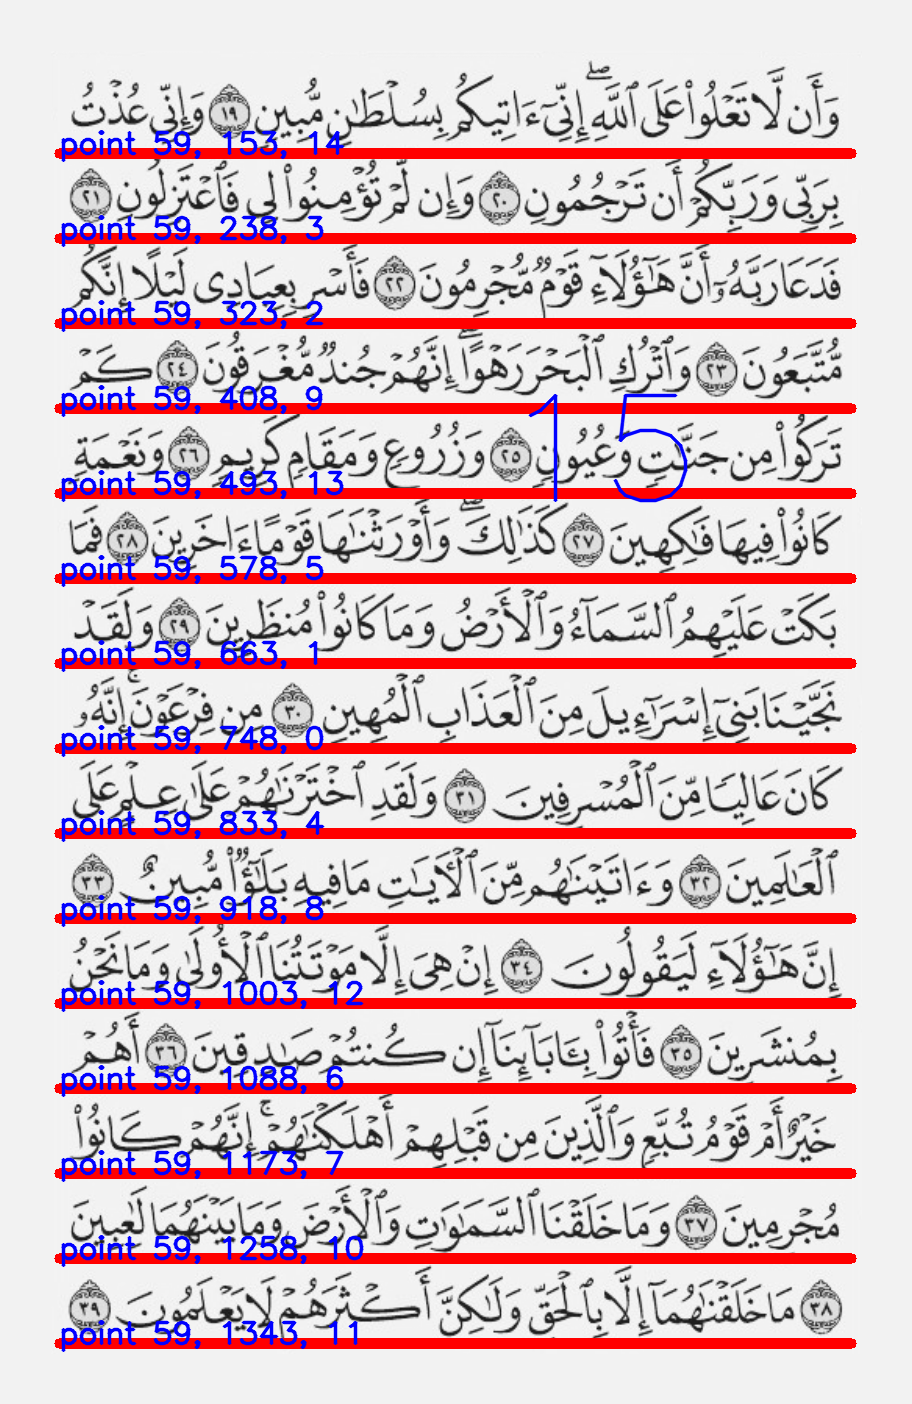 وَأَن لَّا تَعْلُوا۟ عَلَى ٱللَّهِ ۖ إِنِّىٓ ءَاتِيكُم بِسُلْطَـٰنٍ مُّبِينٍ ١٩ وَإِنِّى عُذْتُ
point 59, 153, 14
بِرَبِّى وَرَبِّكُمْ أَن تَرْجُمُونِ ٢٠ وَإِن لَّمْ تُؤْمِنُوا۟ لِى فَٱعْتَزِلُونِ ٢١
point 59, 238, 3
فَدَعَا رَبَّهُۥٓ أَنَّ هَـٰٓؤُلَآءِ قَوْمٌ مُّجْرِمُونَ ٢٢ فَأَسْرِ بِعِبَادِى لَيْلًا إِنَّكُم
point 59, 323, 2
مُّتَّبَعُونَ ٢٣ وَٱتْرُكِ ٱلْبَحْرَ رَهْوًا ۖ إِنَّهُمْ جُندٌ مُّغْرَقُونَ ٢٤ كَمْ
point 59, 408, 9
تَرَكُوا۟ مِن جَنَّـٰتٍ وَعُيُونٍ ٢٥ وَزُرُوعٍ وَمَقَامٍ كَرِيمٍ ٢٦ وَنَعْمَةٍ
15
point 59, 493, 13
كَانُوا۟ فِيهَا فَـٰكِهِينَ ٢٧ كَذَٰلِكَ ۖ وَأَوْرَثْنَـٰهَا قَوْمًا ءَاخَرِينَ ٢٨ فَمَا
point 59, 578, 5
بَكَتْ عَلَيْهِمُ ٱلسَّمَآءُ وَٱلْأَرْضُ وَمَا كَانُوا۟ مُنظَرِينَ ٢٩ وَلَقَدْ
point 59, 663, 1
نَجَّيْنَا بَنِىٓ إِسْرَٰٓءِيلَ مِنَ ٱلْعَذَابِ ٱلْمُهِينِ ٣٠ مِن فِرْعَوْنَ ۚ إِنَّهُۥ
point 59, 748, 0
كَانَ عَالِيًا مِّنَ ٱلْمُسْرِفِينَ ٣١ وَلَقَدِ ٱخْتَرْنَـٰهُمْ عَلَىٰ عِلْمٍ عَلَى
point 59, 833, 4
ٱلْعَـٰلَمِينَ ٣٢ وَءَاتَيْنَـٰهُم مِّنَ ٱلْـَٔايَـٰتِ مَا فِيهِ بَلَـٰٓؤٌا۟ مُّبِينٌ ٣٣
point 59, 918, 8
إِنَّ هَـٰٓؤُلَآءِ لَيَقُولُونَ ٣٤ إِنْ هِىَ إِلَّا مَوْتَتُنَا ٱلْأُولَىٰ وَمَا نَحْنُ
point 59, 1003, 12
بِمُنشَرِينَ ٣٥ فَأْتُوا۟ بِـَٔابَآئِنَآ إِن كُنتُمْ صَـٰدِقِينَ ٣٦ أَهُمْ
point 59, 1088, 6
خَيْرٌ أَمْ قَوْمُ تُبَّعٍ وَٱلَّذِينَ مِن قَبْلِهِمْ ۚ أَهْلَكْنَـٰهُمْ ۖ إِنَّهُمْ كَانُوا۟
point 59, 1173, 7
مُجْرِمِينَ ٣٧ وَمَا خَلَقْنَا ٱلسَّمَـٰوَٰتِ وَٱلْأَرْضَ وَمَا بَيْنَهُمَا لَـٰعِبِينَ
point 59, 1258, 10
٣٨ مَا خَلَقْنَـٰهُمَآ إِلَّا بِٱلْحَقِّ وَلَـٰكِنَّ أَكْثَرَهُمْ لَا يَعْلَمُونَ ٣٩
point 59, 1343, 11